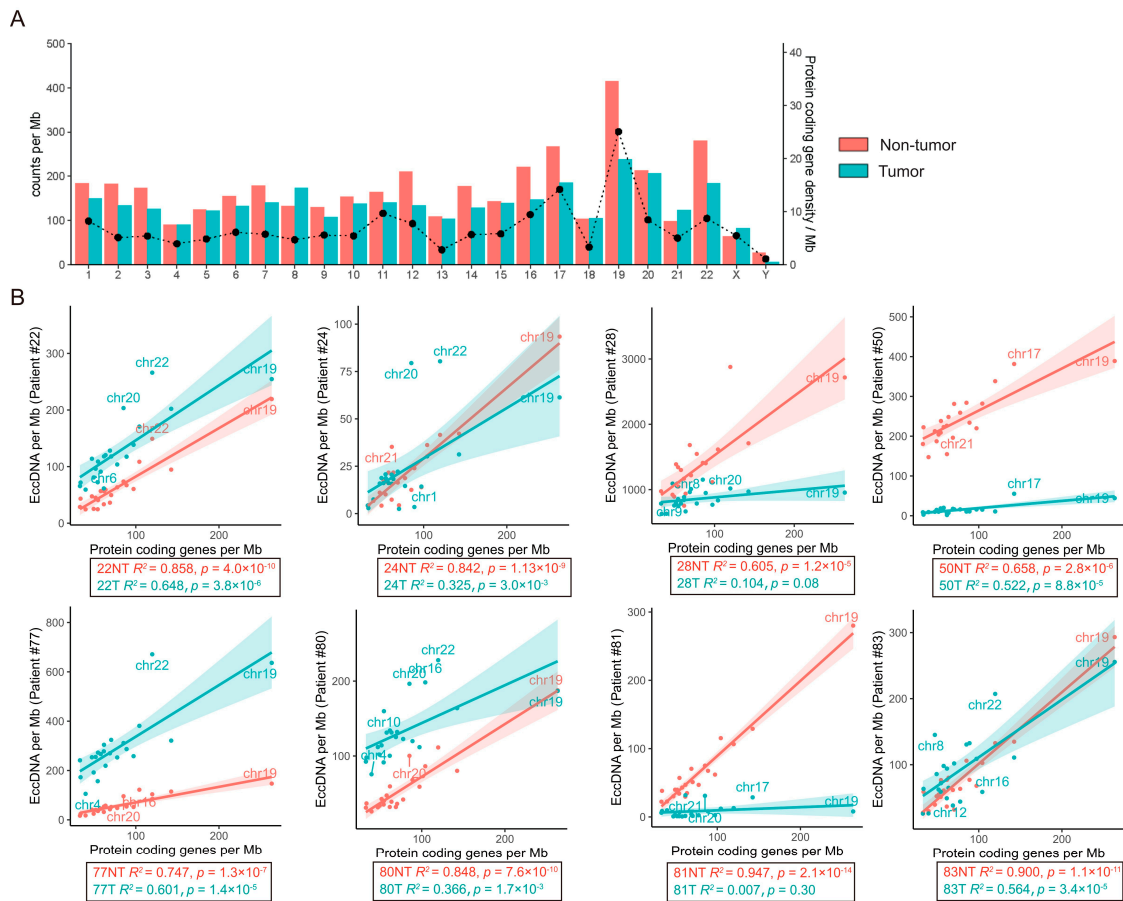 A
500
400
300
200
100
0
counts per Mb
1 2 3 4 5 6 7 8 9 10 11 12 13 14 15 16 17 18 19 20 21 22 X Y
40
30
20
10
0
Protein coding gene density / Mb
Non-tumor
Tumor
B
EccDNA per Mb (Patient #22)
300
200
100
0
chr22
chr20
chr19
chr22
chr19
chr6
100 200
Protein coding genes per Mb
22NT R² = 0.858, p = 4.0×10⁻¹⁰
22T R² = 0.648, p = 3.8×10⁻⁶
EccDNA per Mb (Patient #24)
100
75
50
25
0
chr19
chr22
chr20
chr19
chr21
chr1
100 200
Protein coding genes per Mb
24NT R² = 0.842, p = 1.13×10⁻⁹
24T R² = 0.325, p = 3.0×10⁻³
EccDNA per Mb (Patient #28)
3000
2000
1000
chr19
chr8
chr20
chr9
chr19
100 200
Protein coding genes per Mb
28NT R² = 0.605, p = 1.2×10⁻⁵
28T R² = 0.104, p = 0.08
EccDNA per Mb (Patient #50)
500
400
300
200
100
0
chr17
chr19
chr21
chr17
chr19
100 200
Protein coding genes per Mb
50NT R² = 0.658, p = 2.8×10⁻⁶
50T R² = 0.522, p = 8.8×10⁻⁵
EccDNA per Mb (Patient #77)
800
600
400
200
0
chr22
chr19
chr19
chr4
chr16
chr20
100 200
Protein coding genes per Mb
77NT R² = 0.747, p = 1.3×10⁻⁷
77T R² = 0.601, p = 1.4×10⁻⁵
EccDNA per Mb (Patient #80)
200
100
chr22
chr16
chr20
chr19
chr19
chr10
chr4
chr20
100 200
Protein coding genes per Mb
80NT R² = 0.848, p = 7.6×10⁻¹⁰
80T R² = 0.366, p = 1.7×10⁻³
EccDNA per Mb (Patient #81)
300
200
100
0
chr19
chr17
chr21
chr20
chr19
100 200
Protein coding genes per Mb
81NT R² = 0.947, p = 2.1×10⁻¹⁴
81T R² = 0.007, p = 0.30
EccDNA per Mb (Patient #83)
300
200
100
0
chr19
chr19
chr22
chr8
chr16
chr12
100 200
Protein coding genes per Mb
83NT R² = 0.900, p = 1.1×10⁻¹¹
83T R² = 0.564, p = 3.4×10⁻⁵